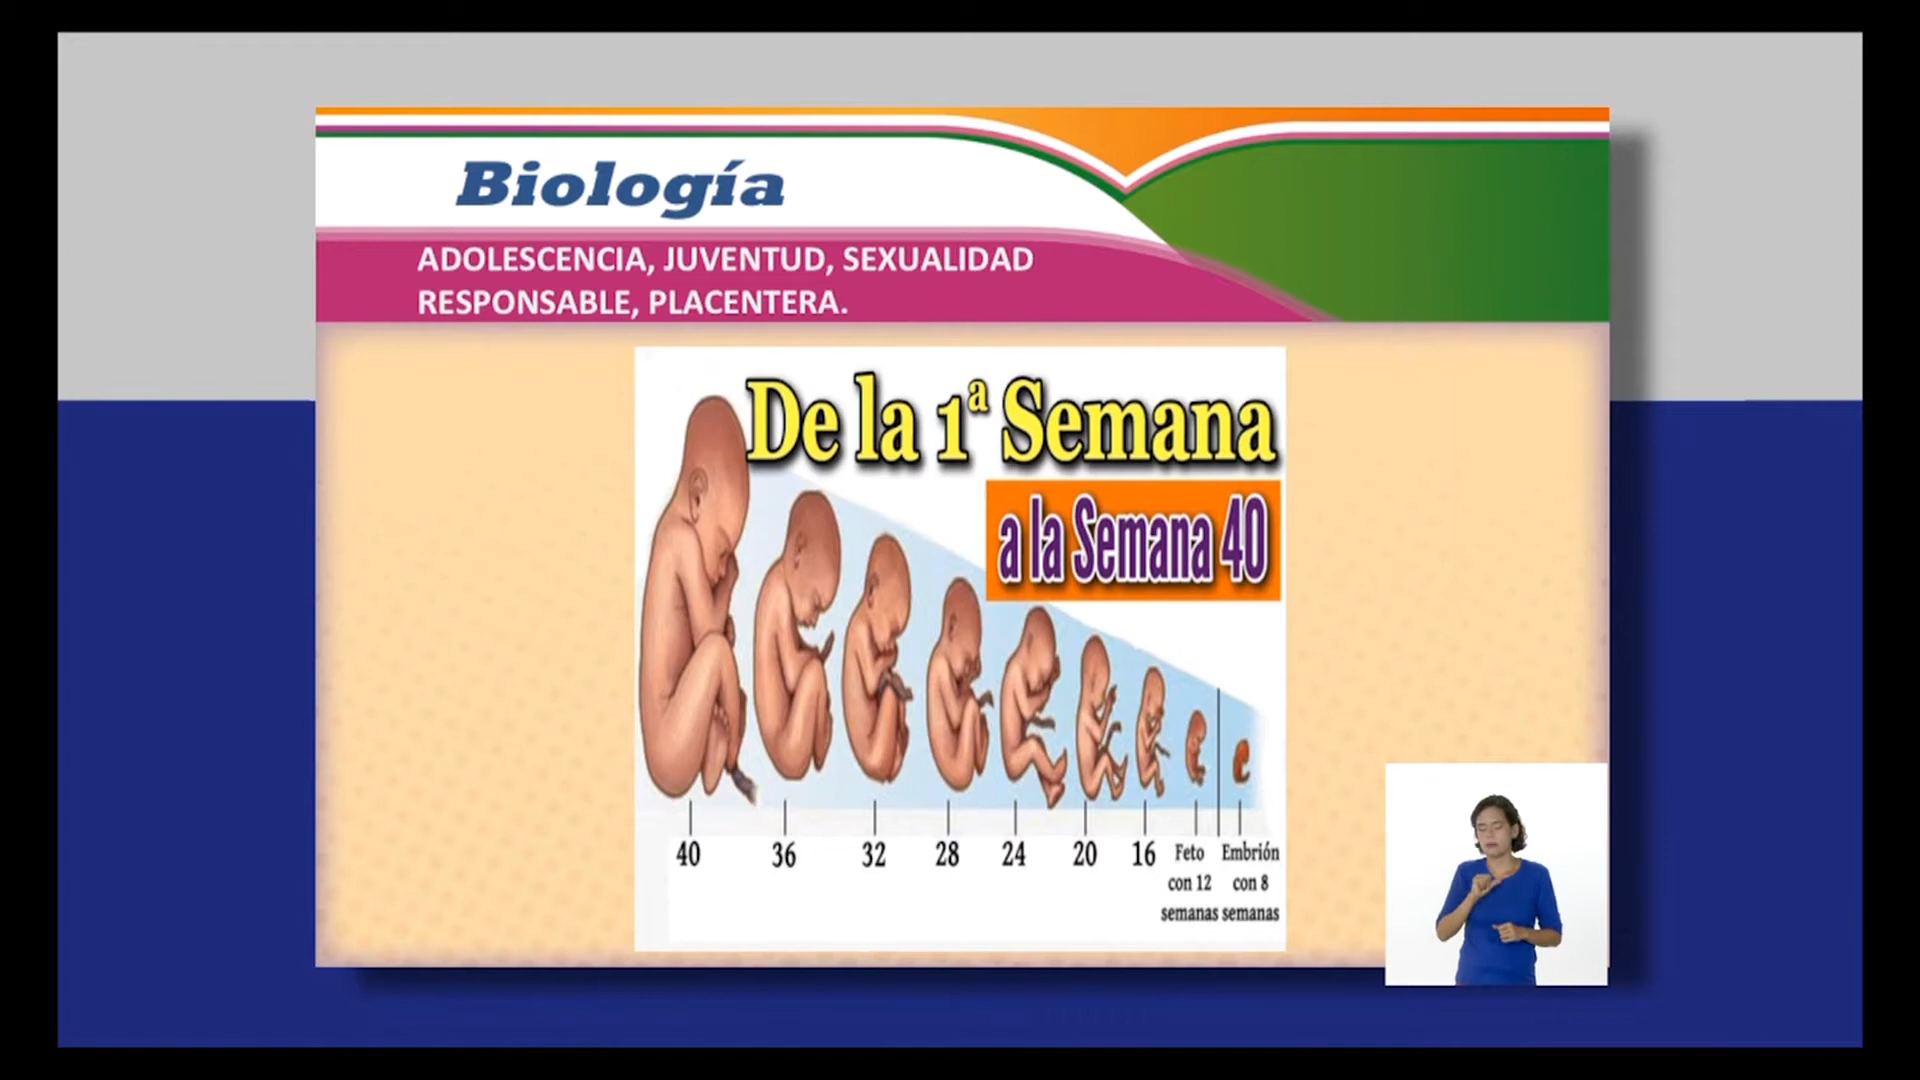 Biología
ADOLESCENCIA, JUVENTUD, SEXUALIDAD
RESPONSABLE, PLACENTERA.
De la 1ª Semana
a la Semana 40
40 36 32 28 24 20 16 Feto Embrión
con 12 con 8
semanas semanas